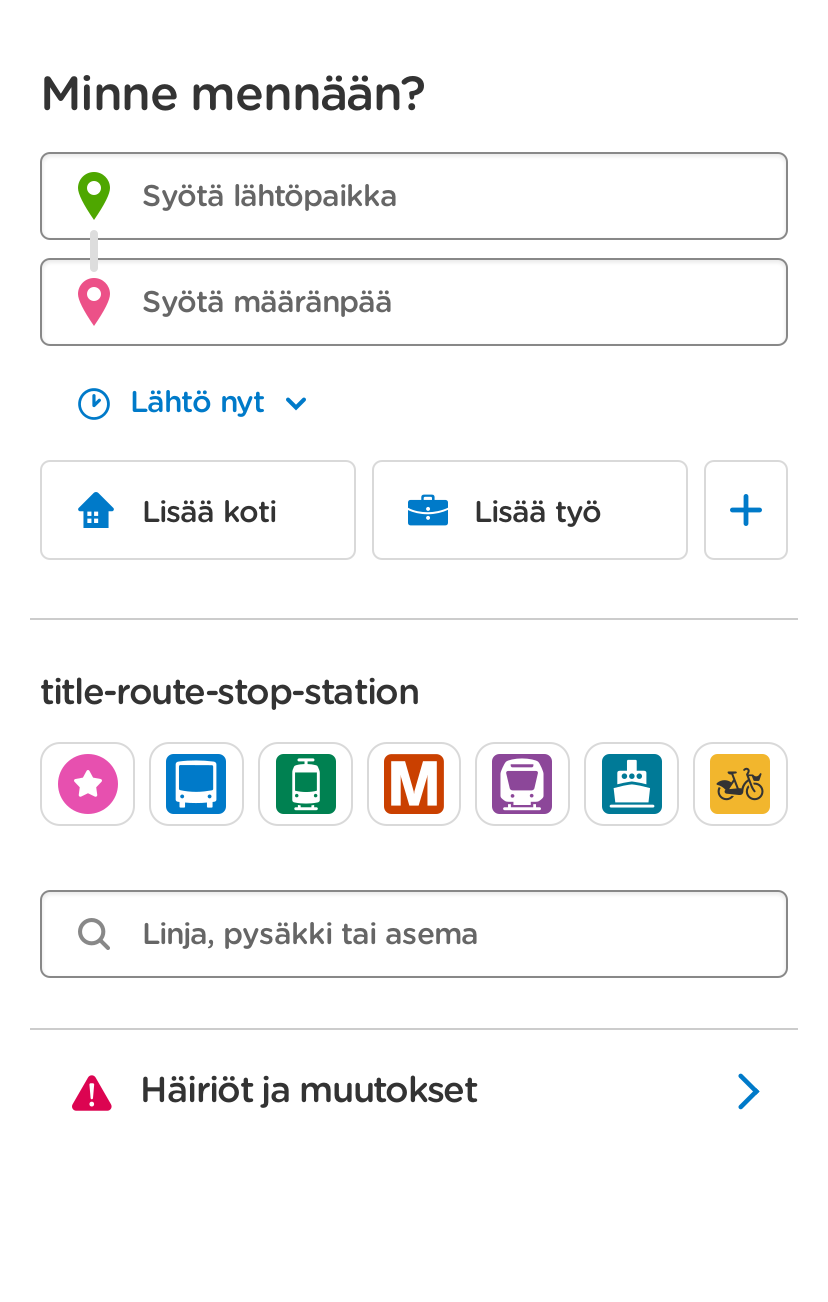 Minne mennään?
Syötä lähtöpaikka
Syötä määränpää
Lähtö nyt
Lisää koti
Lisää työ
title-route-stop-station
M
Linja, pysäkki tai asema
Häiriöt ja muutokset